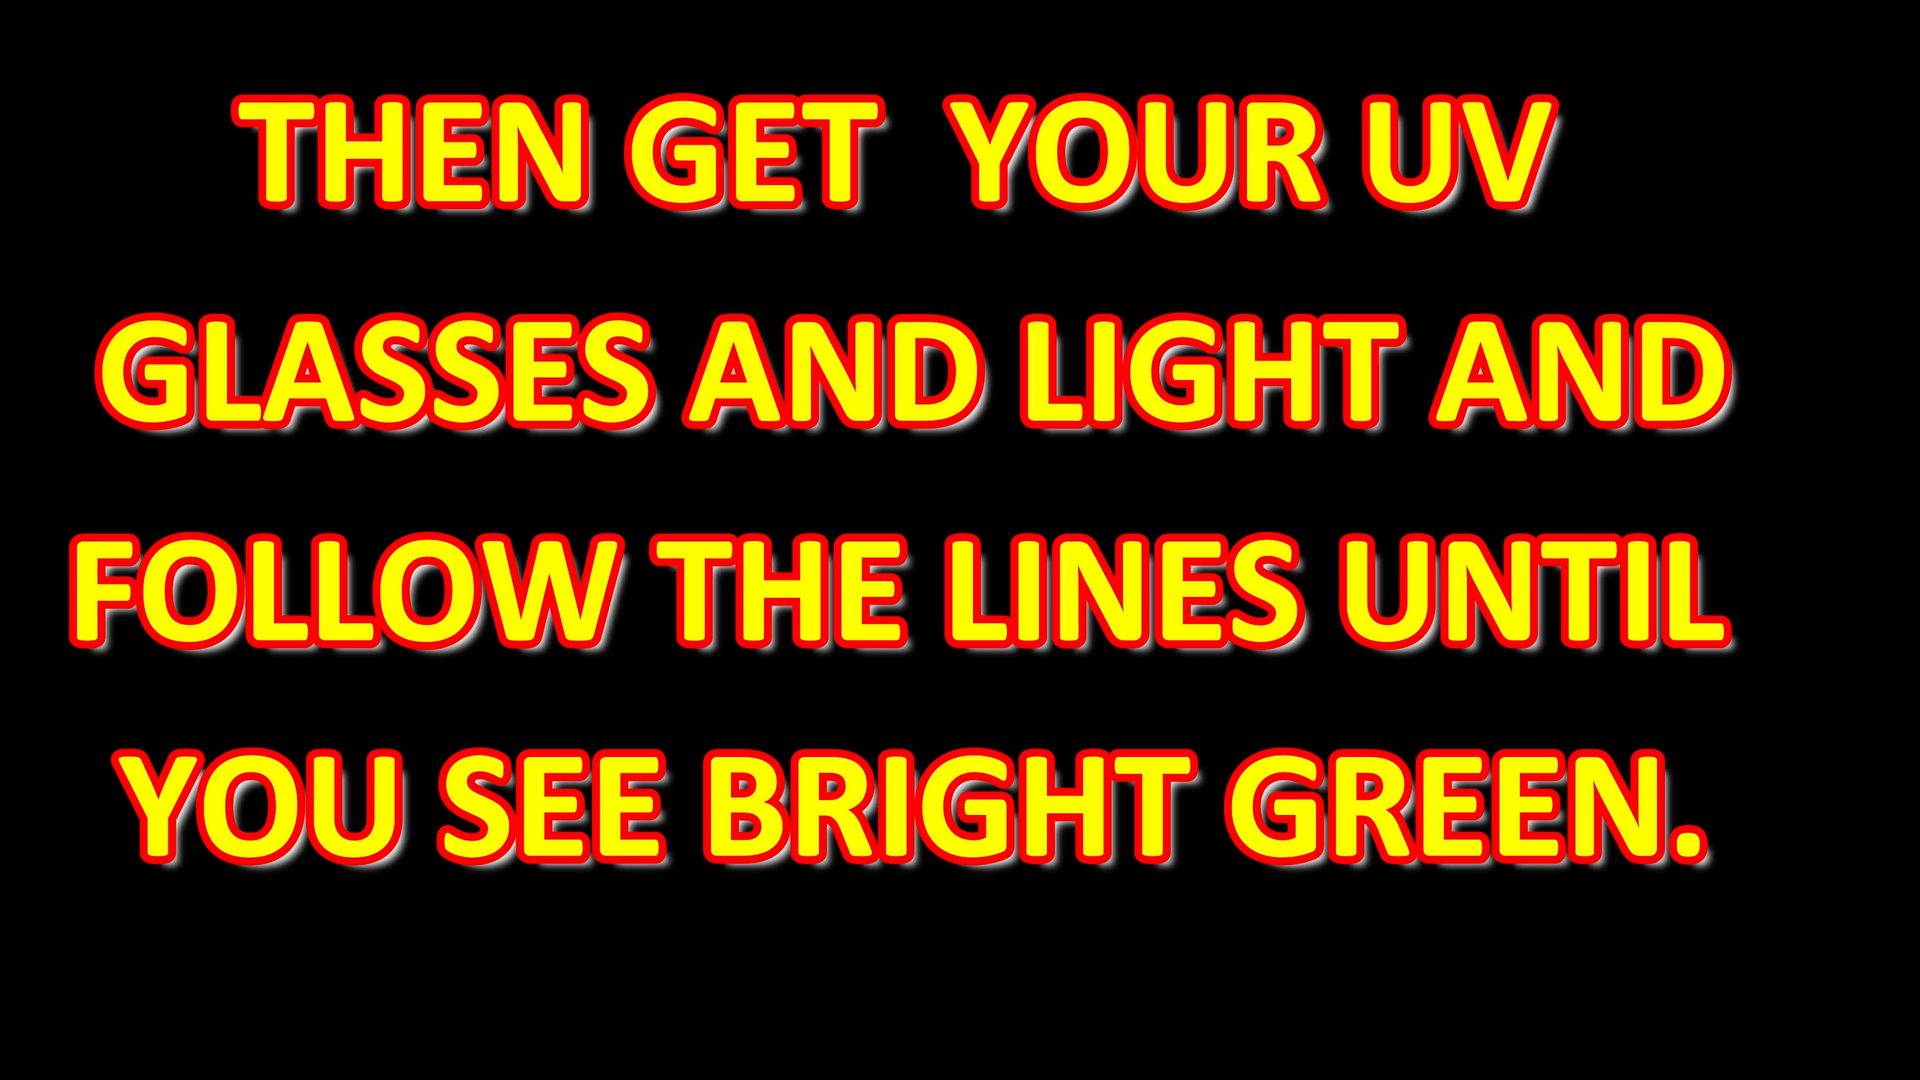 THEN GET  YOUR UV
GLASSES AND LIGHT AND
FOLLOW THE LINES UNTIL
YOU SEE BRIGHT GREEN.